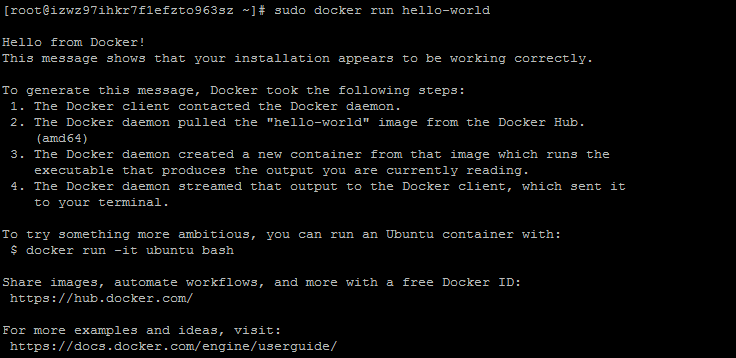 [root@izwz97ihkr7f1efzto963sz ~]# sudo docker run hello-world
Hello from Docker!
This message shows that your installation appears to be working correctly.
To generate this message, Docker took the following steps:
1. The Docker client contacted the Docker daemon.
2. The Docker daemon pulled the "hello-world" image from the Docker Hub.
(amd64)
3. The Docker daemon created a new container from that image which runs the
executable that produces the output you are currently reading.
4. The Docker daemon streamed that output to the Docker client, which sent it
to your terminal.
To try something more ambitious, you can run an Ubuntu container with:
$ docker run -it ubuntu bash
Share images, automate workflows, and more with a free Docker ID:
https://hub.docker.com/
For more examples and ideas, visit:
https://docs.docker.com/engine/userguide/